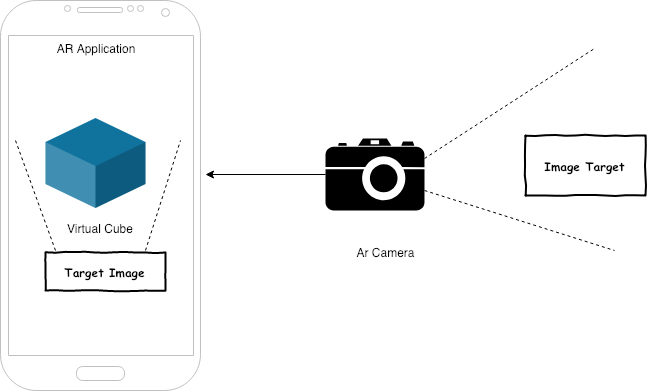 AR Application
Virtual Cube
Target Image
Ar Camera
Image Target